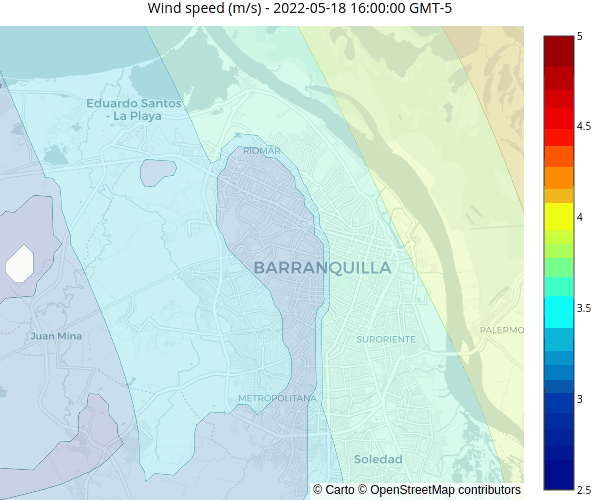 Wind speed (m/s) - 2022-05-18 16:00:00 GMT-5
Eduardo Santos
- La Playa
RIOMAR
BARRANQUILLA
Juan Mina
SURORIENTE
PALERMO
METROPOLITANA
Soledad
© Carto © OpenStreetMap contributors
5
4.5
4
3.5
3
2.5